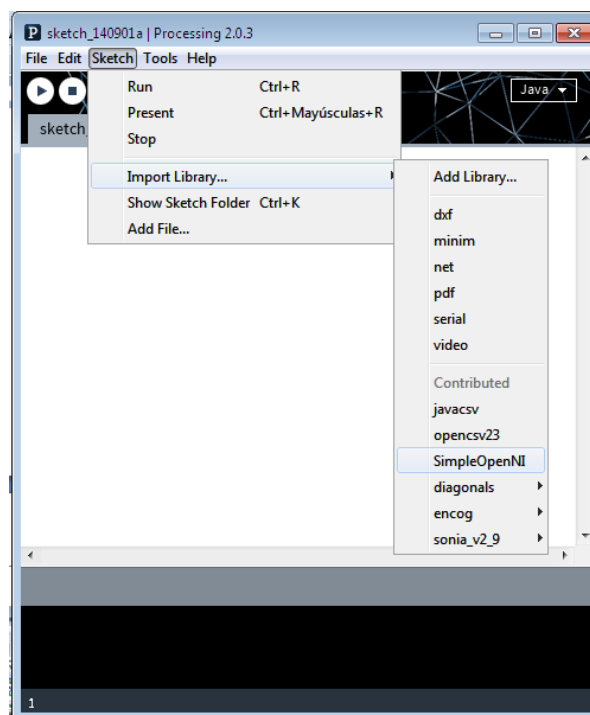 sketch_140901a | Processing 2.0.3
File Edit Sketch Tools Help
Java
sketch_
Run Ctrl+R
Present Ctrl+Mayúsculas+R
Stop
Import Library...
Show Sketch Folder Ctrl+K
Add File...
Add Library...
dxf
minim
net
pdf
serial
video
Contributed
javacsv
opencsv23
SimpleOpenNI
diagonals
encog
sonia_v2_9
1